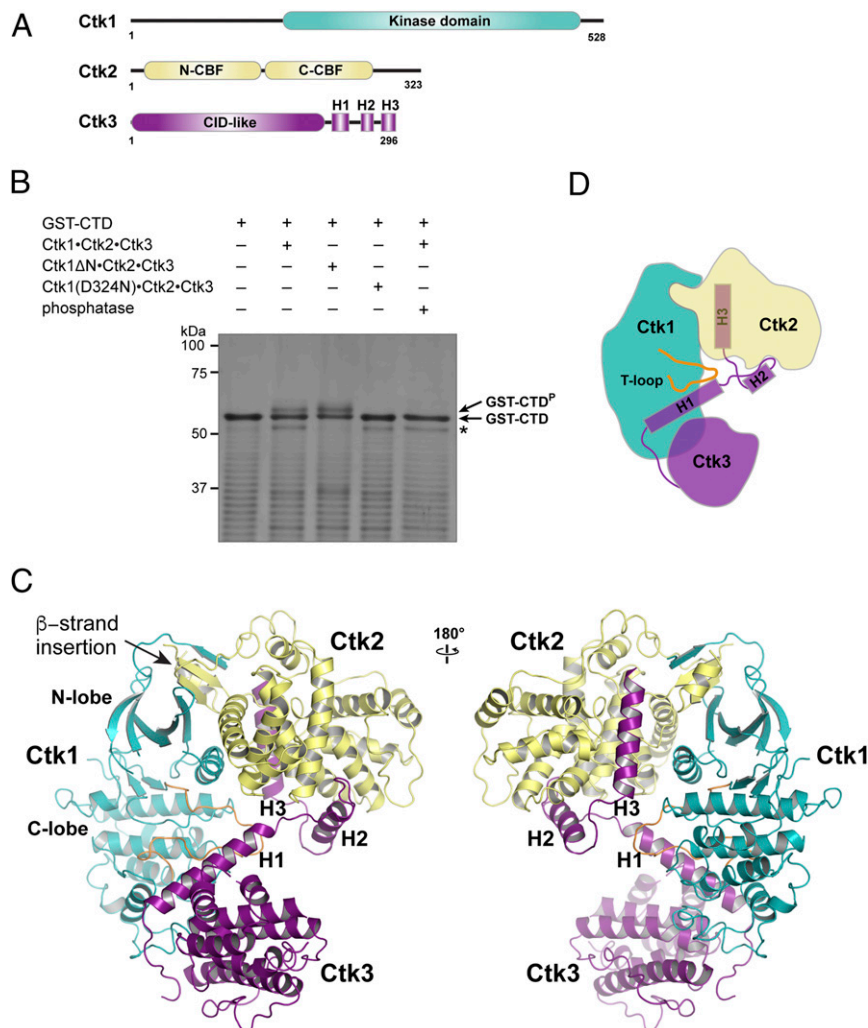 A
Ctk1
Kinase domain
1
528
Ctk2
N-CBF
C-CBF
1
323
H1 H2 H3
Ctk3
CID-like
1
296
B
GST-CTD + + + + +
Ctk1•Ctk2•Ctk3 – + – – +
Ctk1ΔN•Ctk2•Ctk3 – – + – –
Ctk1(D324N)•Ctk2•Ctk3 – – – + –
phosphatase – – – – +
kDa
100
75
50
37
GST-CTDᴾ
GST-CTD
*
D
Ctk1
H3
Ctk2
T-loop
H2
H1
Ctk3
C
β−strand
insertion
N-lobe
Ctk1
C-lobe
Ctk2
H3
H2
H1
Ctk3
180°
Ctk2
Ctk1
H3
H2
H1
Ctk3